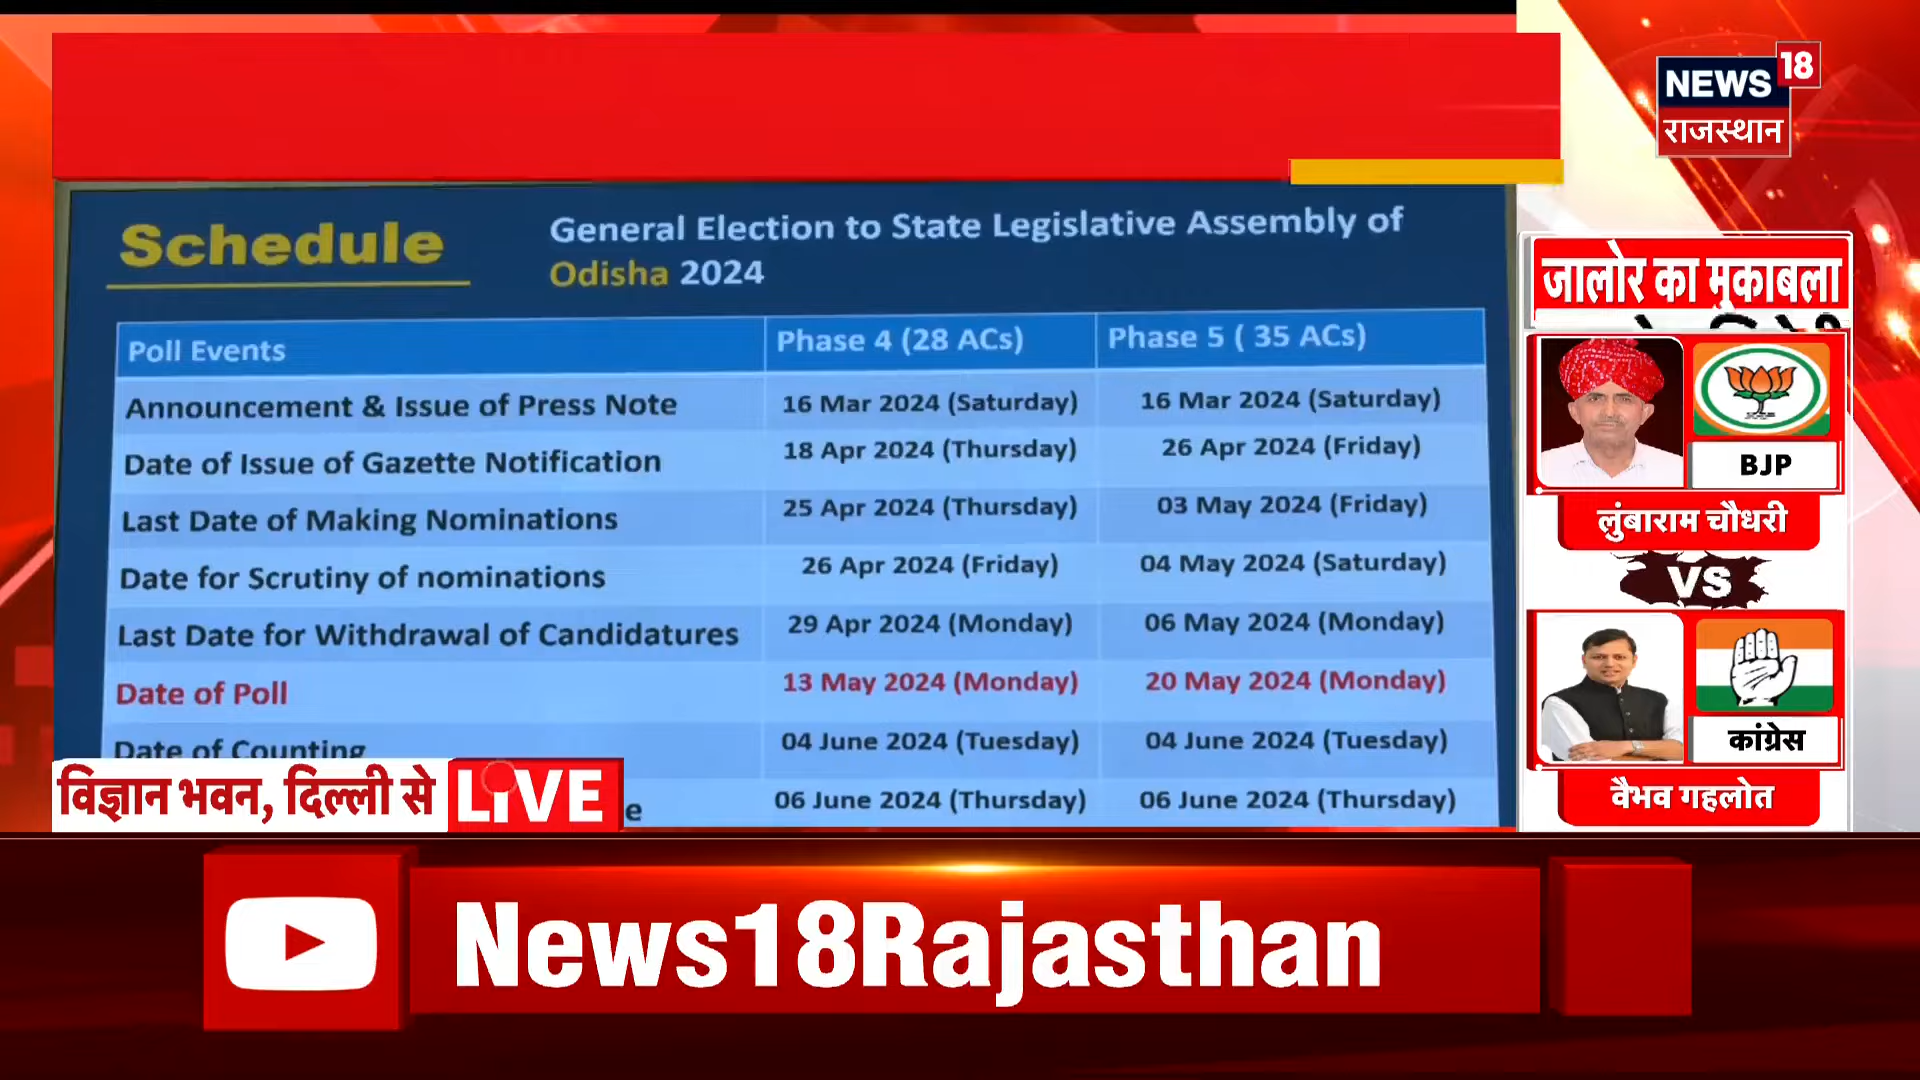 NEWS 18
राजस्थान
Schedule
General Election to State Legislative Assembly of
Odisha 2024
Poll Events Phase 4 (28 ACs) Phase 5 ( 35 ACs)
Announcement & Issue of Press Note 16 Mar 2024 (Saturday) 16 Mar 2024 (Saturday)
Date of Issue of Gazette Notification 18 Apr 2024 (Thursday) 26 Apr 2024 (Friday)
Last Date of Making Nominations 25 Apr 2024 (Thursday) 03 May 2024 (Friday)
Date for Scrutiny of nominations 26 Apr 2024 (Friday) 04 May 2024 (Saturday)
Last Date for Withdrawal of Candidatures 29 Apr 2024 (Monday) 06 May 2024 (Monday)
Date of Poll 13 May 2024 (Monday) 20 May 2024 (Monday)
Date of Counting 04 June 2024 (Tuesday) 04 June 2024 (Tuesday)
06 June 2024 (Thursday) 06 June 2024 (Thursday)
जालोर का मुकाबला
BJP
लुंबाराम चौधरी
VS
कांग्रेस
वैभव गहलोत
विज्ञान भवन, दिल्ली से LIVE
News18Rajasthan